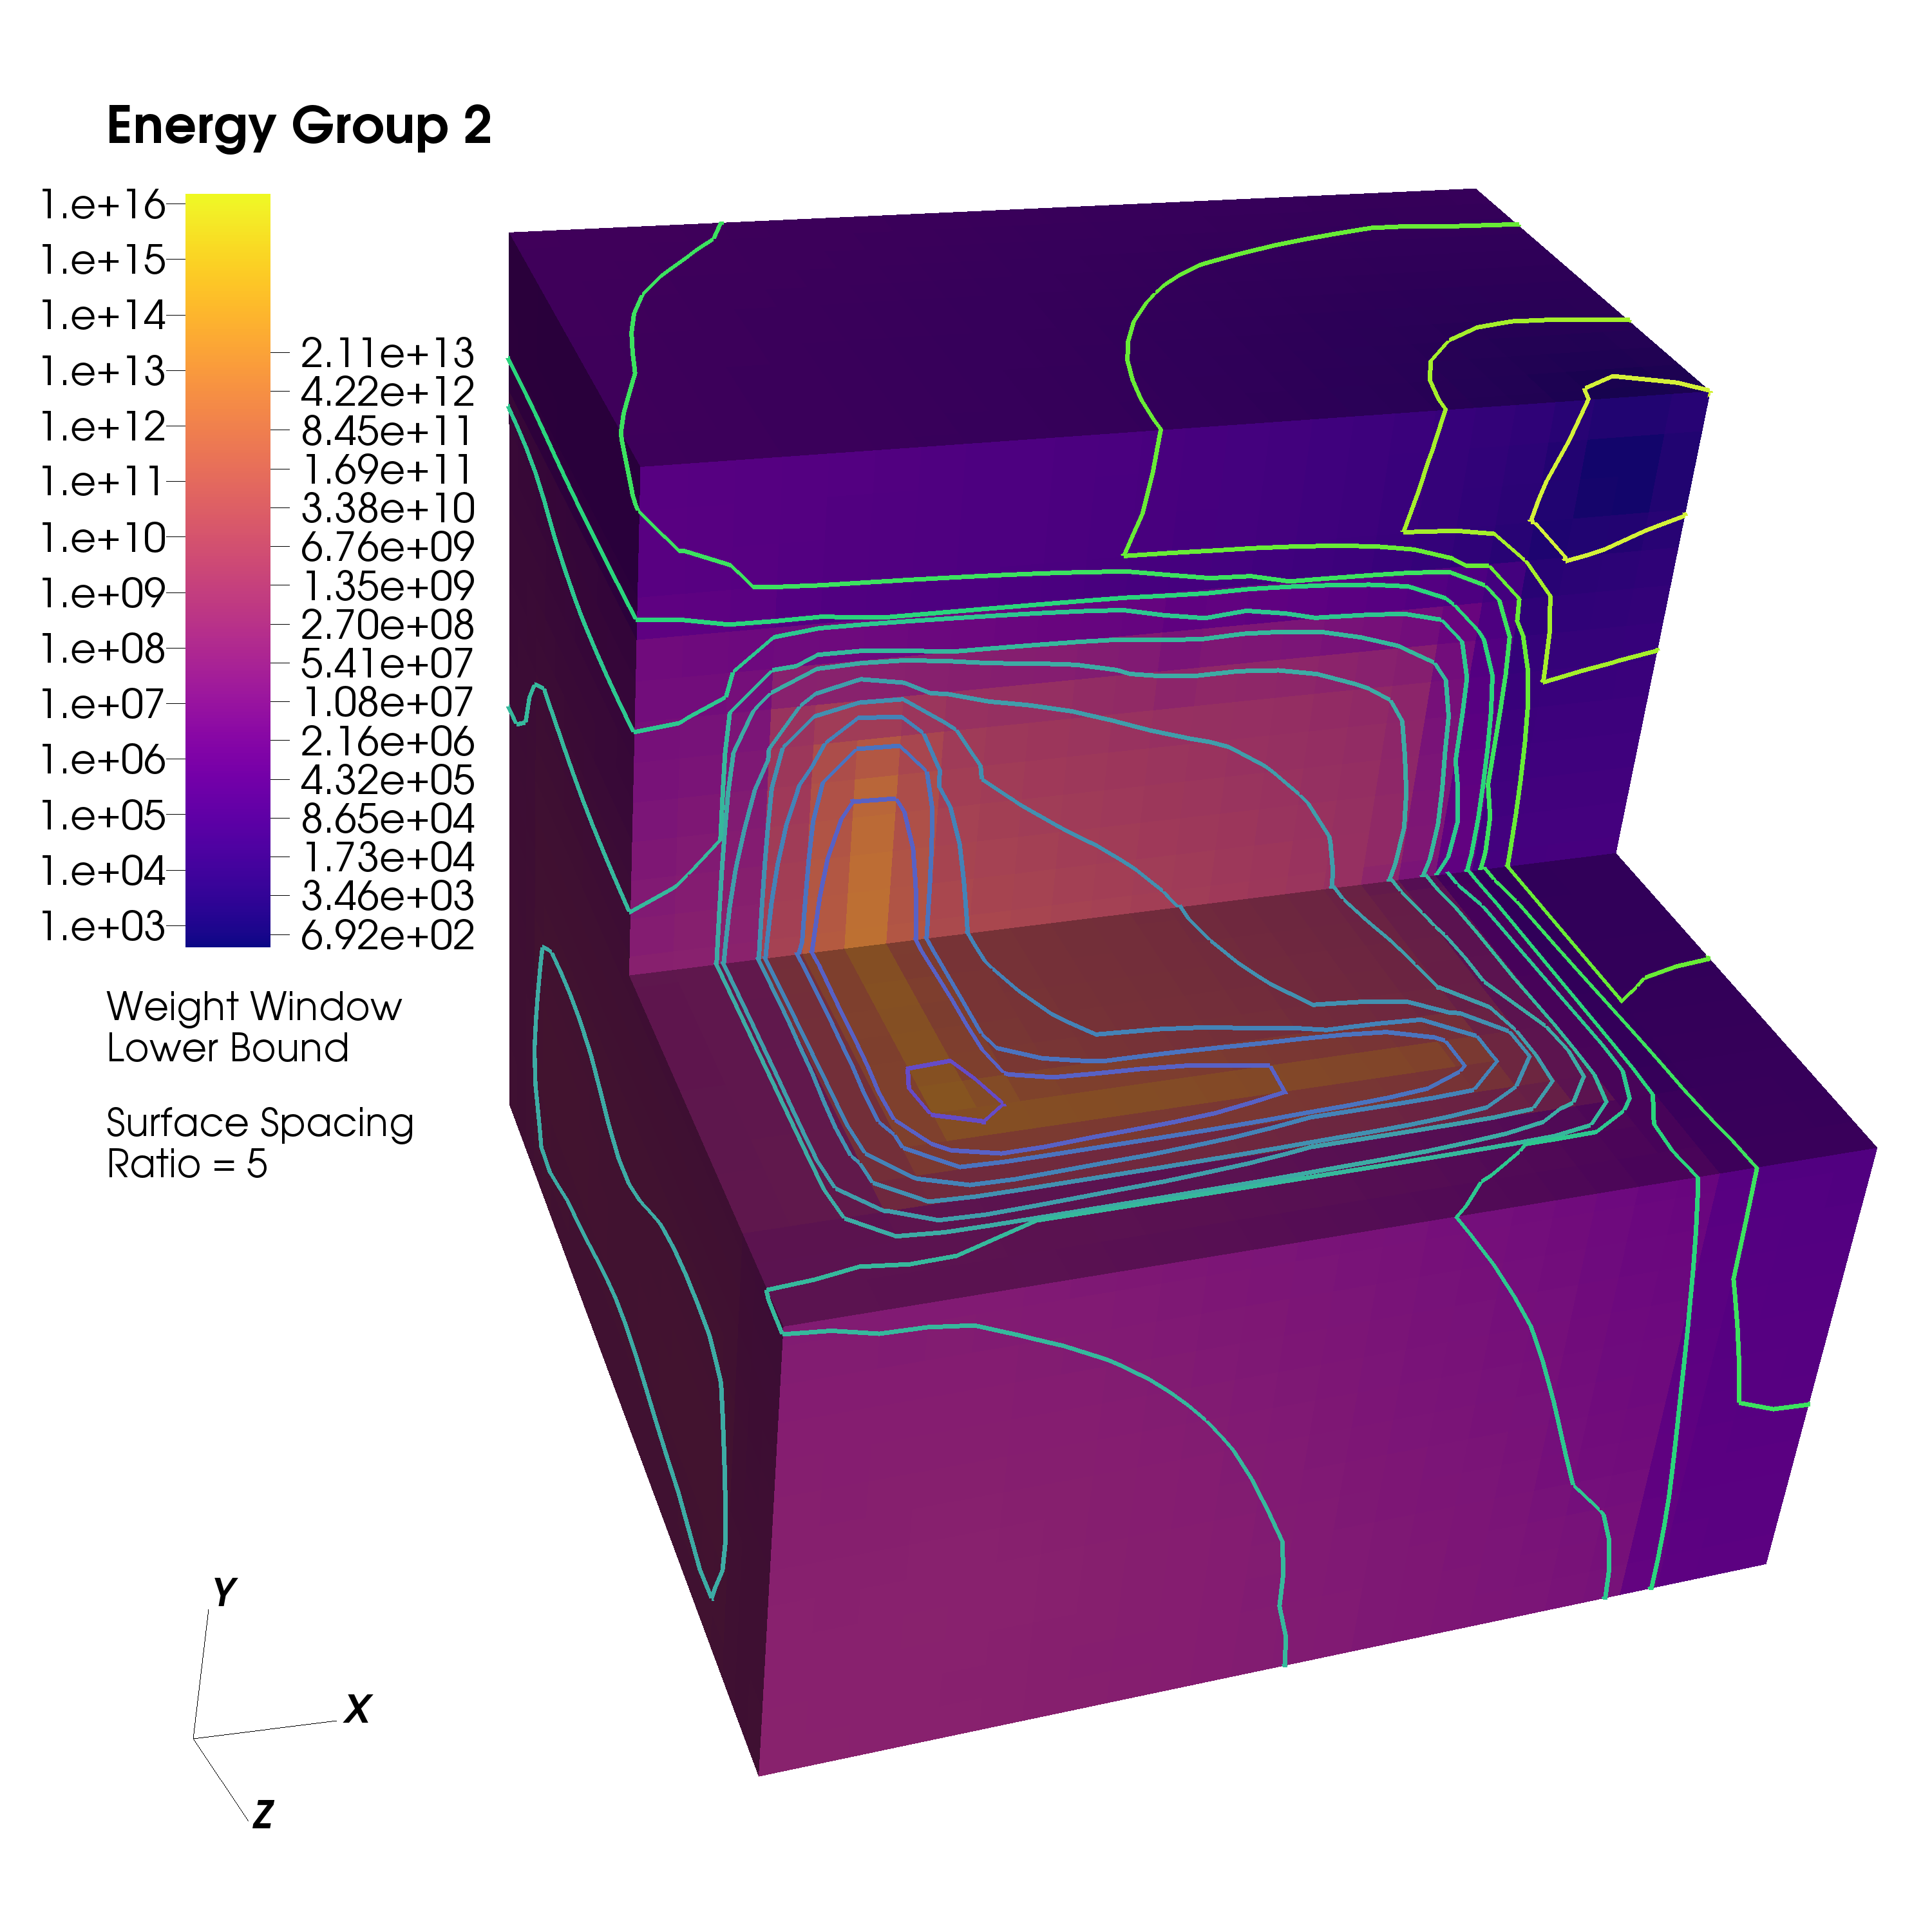 Energy Group 2
1.e+16
1.e+15
1.e+14
1.e+13
1.e+12
1.e+11
1.e+10
1.e+09
1.e+08
1.e+07
1.e+06
1.e+05
1.e+04
1.e+03
2.11e+13
4.22e+12
8.45e+11
1.69e+11
3.38e+10
6.76e+09
1.35e+09
2.70e+08
5.41e+07
1.08e+07
2.16e+06
4.32e+05
8.65e+04
1.73e+04
3.46e+03
6.92e+02
Weight Window
Lower Bound
Surface Spacing
Ratio = 5
Y
X
Z